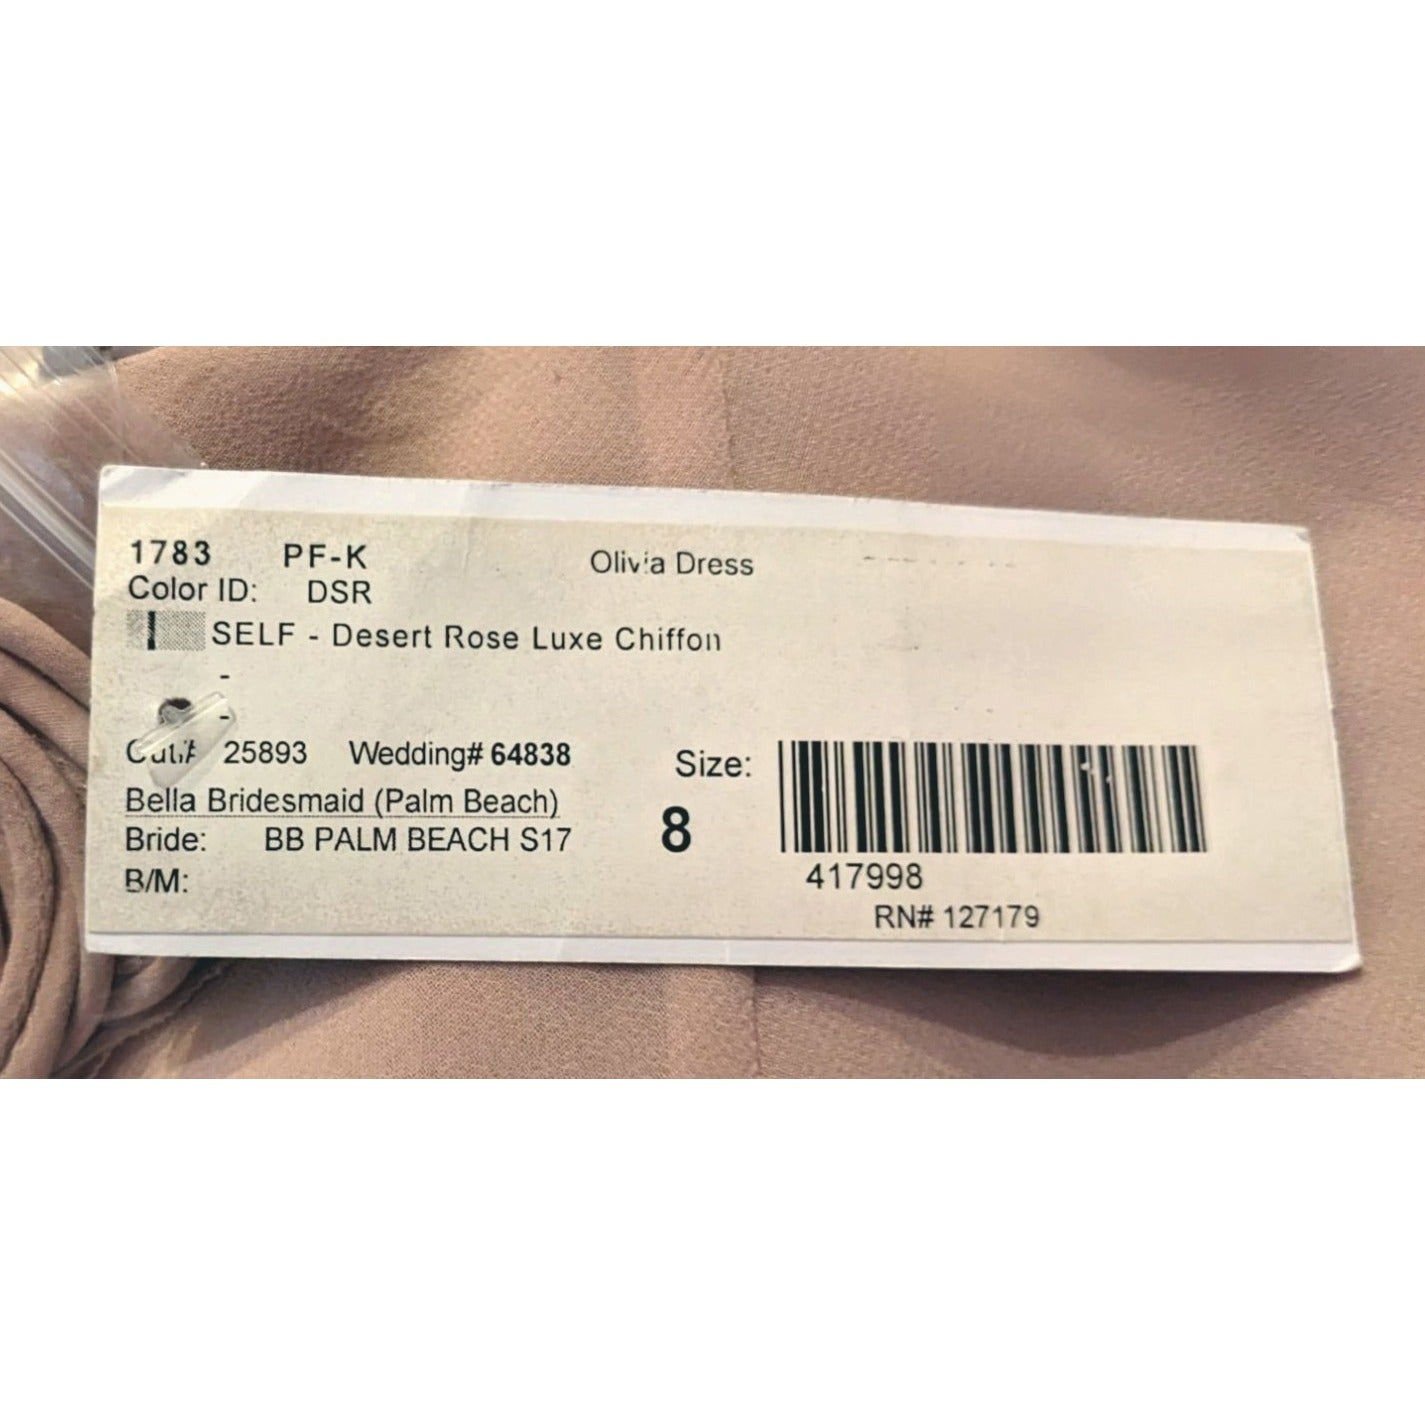 1783 PF-K Olivia Dress
Color ID: DSR
SELF - Desert Rose Luxe Chiffon
-
-
25893 Wedding# 64838
Size:
Bella Bridesmaid (Palm Beach)
Bride: BB PALM BEACH S17
8
B/M:
417998
RN# 127179